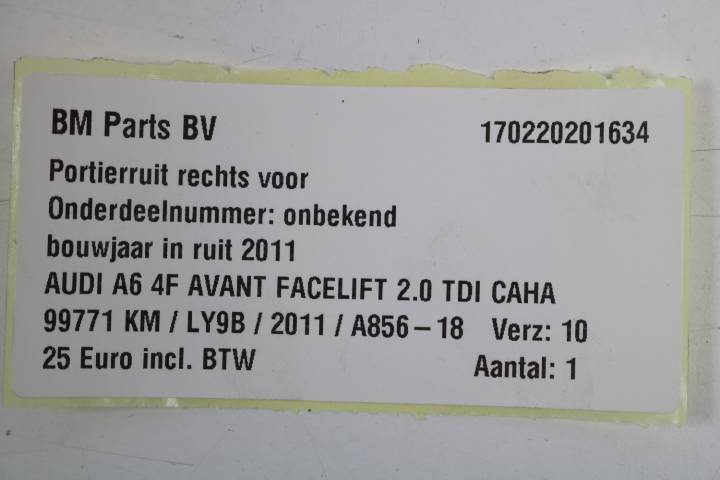 BM Parts BV 170220201634
Portierruit rechts voor
Onderdeelnummer: onbekend
bouwjaar in ruit 2011
AUDI A6 4F AVANT FACELIFT 2.0 TDI CAHA
99771 KM / LY9B / 2011 / A856-18 Verz: 10
25 Euro incl. BTW Aantal: 1